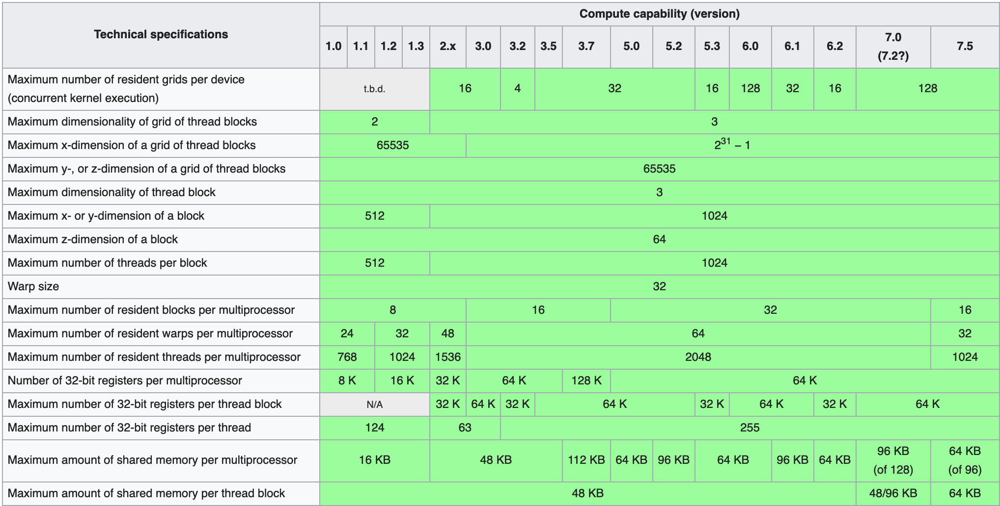 Technical specifications
Compute capability (version)
1.0 1.1 1.2 1.3 2.x 3.0 3.2 3.5 3.7 5.0 5.2 5.3 6.0 6.1 6.2 7.0 (7.2?) 7.5
Maximum number of resident grids per device
(concurrent kernel execution)
t.b.d. 16 4 32 16 128 32 16 128
Maximum dimensionality of grid of thread blocks 2 3
Maximum x-dimension of a grid of thread blocks 65535 2³¹ − 1
Maximum y-, or z-dimension of a grid of thread blocks 65535
Maximum dimensionality of thread block 3
Maximum x- or y-dimension of a block 512 1024
Maximum z-dimension of a block 64
Maximum number of threads per block 512 1024
Warp size 32
Maximum number of resident blocks per multiprocessor 8 16 32 16
Maximum number of resident warps per multiprocessor 24 32 48 64 32
Maximum number of resident threads per multiprocessor 768 1024 1536 2048 1024
Number of 32-bit registers per multiprocessor 8 K 16 K 32 K 64 K 128 K 64 K
Maximum number of 32-bit registers per thread block N/A 32 K 64 K 32 K 64 K 32 K 64 K 32 K 64 K
Maximum number of 32-bit registers per thread 124 63 255
Maximum amount of shared memory per multiprocessor 16 KB 48 KB 112 KB 64 KB 96 KB 64 KB 96 KB 64 KB 96 KB (of 128) 64 KB (of 96)
Maximum amount of shared memory per thread block 48 KB 48/96 KB 64 KB